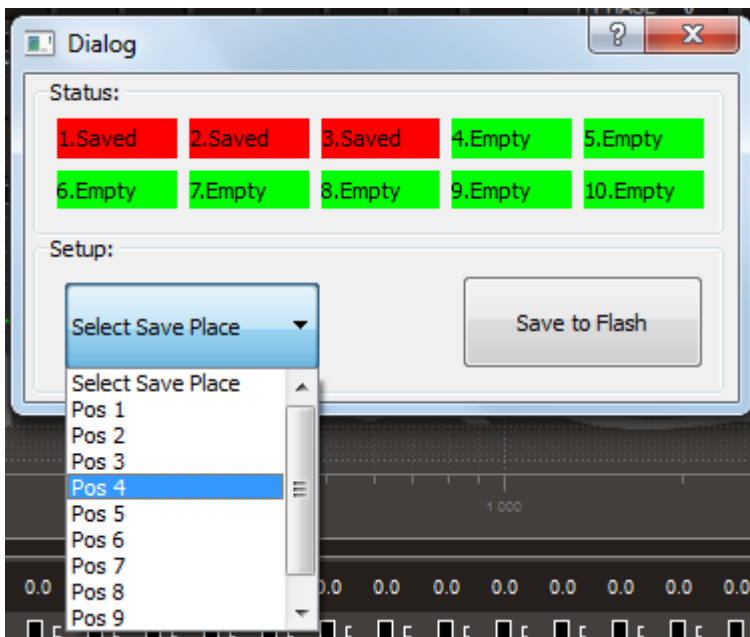 PHASE 0
Dialog
Status:
1.Saved 2.Saved 3.Saved 4.Empty 5.Empty
6.Empty 7.Empty 8.Empty 9.Empty 10.Empty
Setup:
Select Save Place
Save to Flash
Select Save Place
Pos 1
Pos 2
Pos 3
Pos 4
Pos 5
Pos 6
Pos 7
Pos 8
Pos 9
1 000
0.0 0.0 0.0 0.0 0.0 0.0 0.0 0.0 0.0